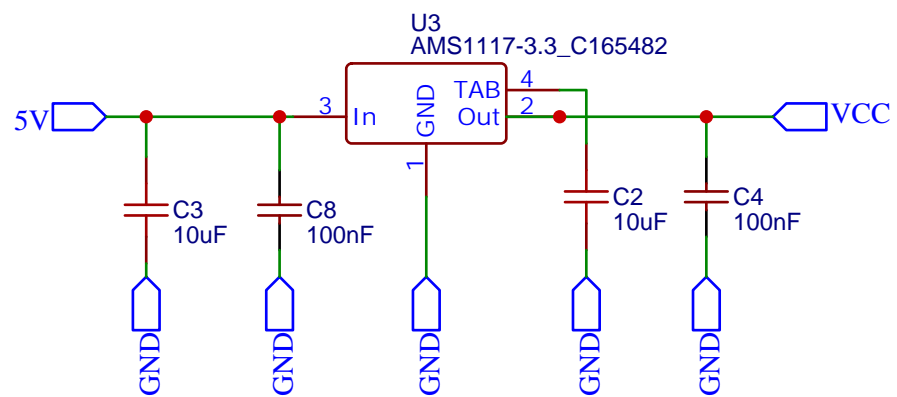 U3
AMS1117-3.3_C165482
5V
3
In
GND
1
TAB
4
Out
2
VCC
C3
10uF
C8
100nF
C2
10uF
C4
100nF
GND
GND
GND
GND
GND